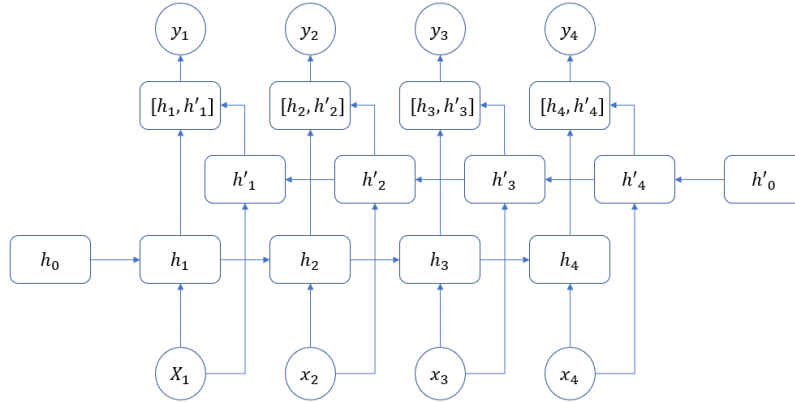 y₁ y₂ y₃ y₄
[h₁, h′₁] [h₂, h′₂] [h₃, h′₃] [h₄, h′₄]
h′₁ h′₂ h′₃ h′₄ h′₀
h₀ h₁ h₂ h₃ h₄
X₁ x₂ x₃ x₄